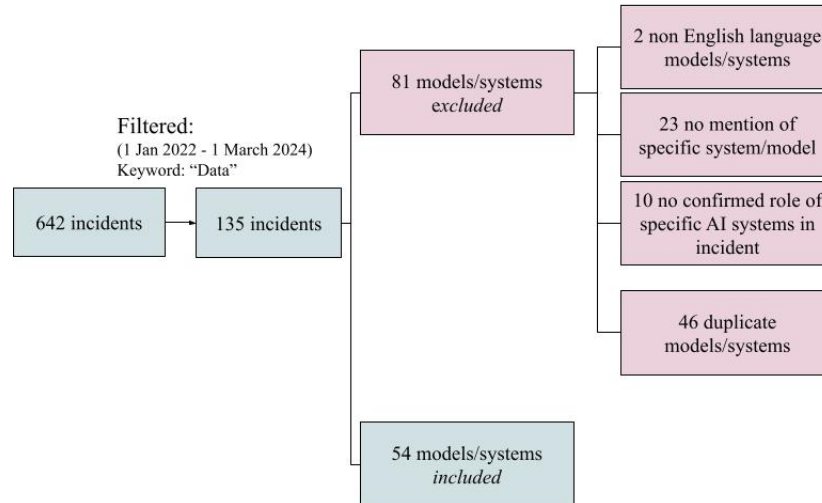 Filtered:
(1 Jan 2022 - 1 March 2024)
Keyword: “Data”
642 incidents
135 incidents
81 models/systems
excluded
54 models/systems
included
2 non English language
models/systems
23 no mention of
specific system/model
10 no confirmed role of
specific AI systems in
incident
46 duplicate
models/systems